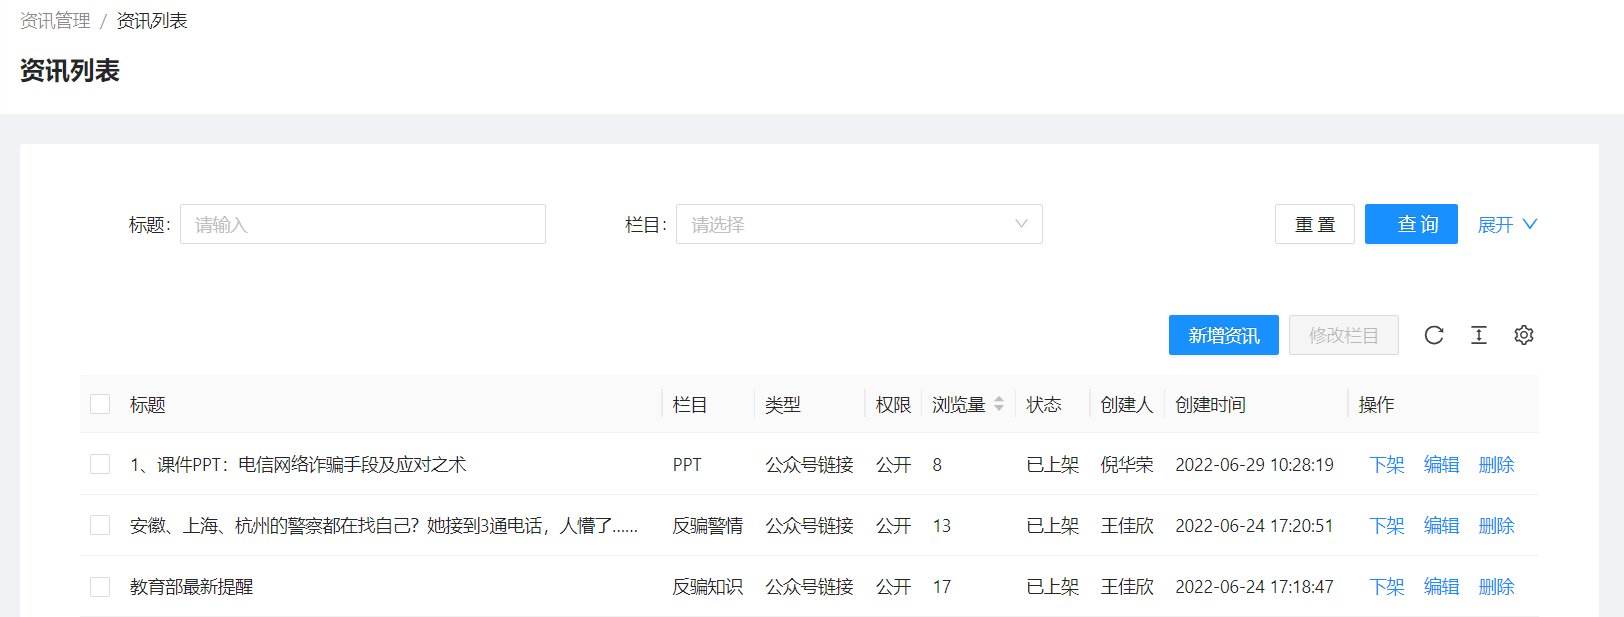 资讯管理 / 资讯列表
资讯列表
标题: 请输入 栏目: 请选择 重 置 查 询 展开
新增资讯 修改栏目
标题 栏目 类型 权限 浏览量 状态 创建人 创建时间 操作
1、课件PPT：电信网络诈骗手段及应对之术 PPT 公众号链接 公开 8 已上架 倪华荣 2022-06-29 10:28:19 下架 编辑 删除
安徽、上海、杭州的警察都在找自己？她接到3通电话，人懵了...... 反骗警情 公众号链接 公开 13 已上架 王佳欣 2022-06-24 17:20:51 下架 编辑 删除
教育部最新提醒 反骗知识 公众号链接 公开 17 已上架 王佳欣 2022-06-24 17:18:47 下架 编辑 删除